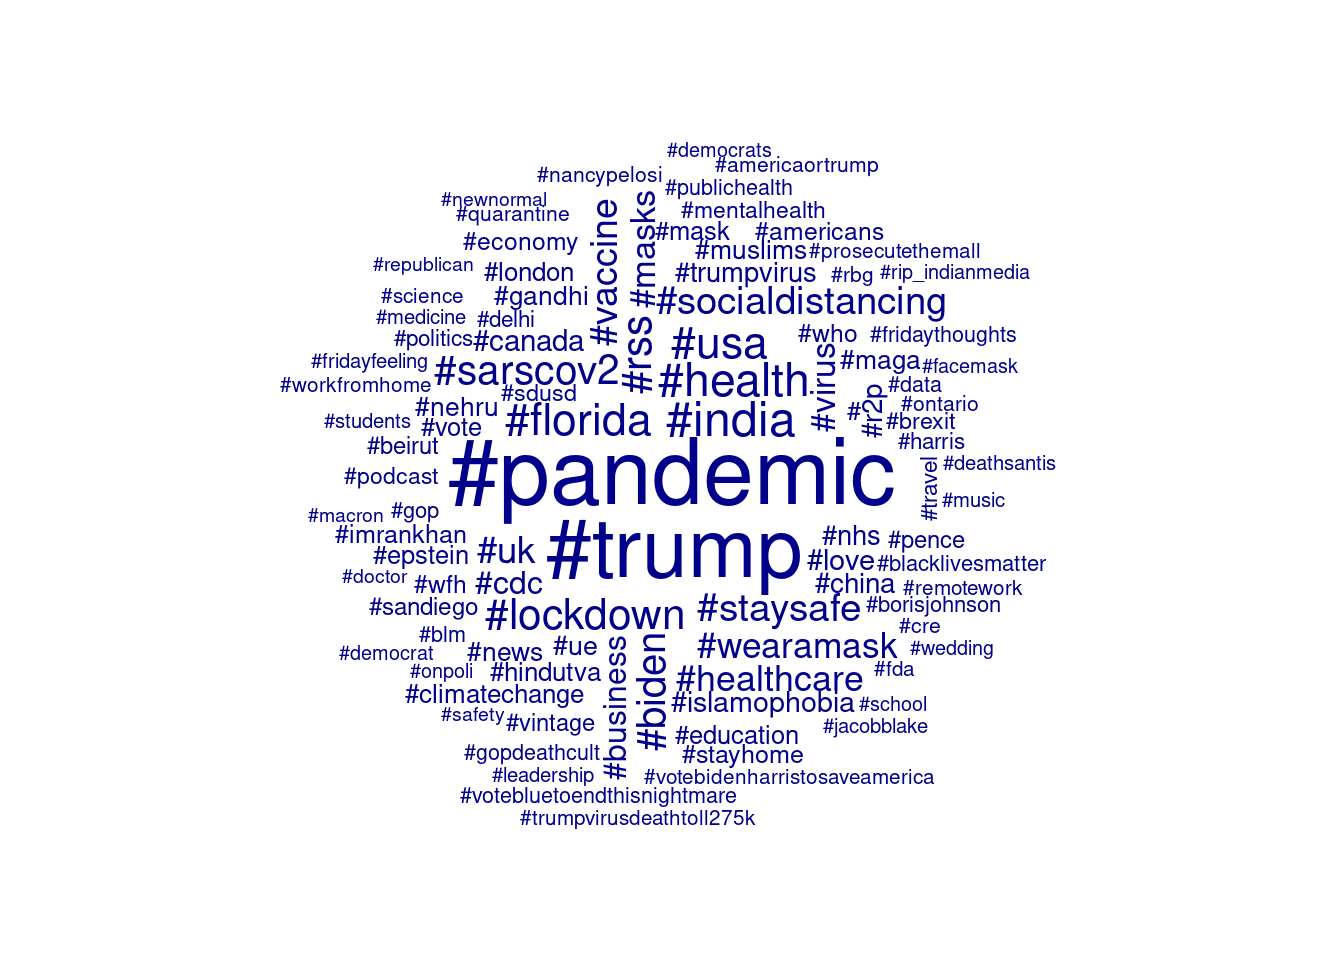 #democrats
#americaortrump
#nancypelosi
#publichealth
#newnormal
#quarantine
#mentalhealth
#vaccine
#masks
#mask
#americans
#economy
#muslims
#prosecutethemall
#republican
#london
#trumpvirus
#rbg
#rip_indianmedia
#science
#gandhi
#socialdistancing
#medicine
#delhi
#politics
#canada
#rss
#usa
#who
#fridaythoughts
#fridayfeeling
#sarscov2
#health
#virus
#maga
#facemask
#workfromhome
#sdusd
#data
#nehru
#florida
#india
#
#r2p
#ontario
#students
#vote
#brexit
#beirut
#harris
#pandemic
#podcast
#travel
#deathsantis
#music
#macron
#gop
#imrankhan
#trump
#nhs
#pence
#epstein
#uk
#love
#blacklivesmatter
#doctor
#wfh
#cdc
#china
#remotework
#sandiego
#lockdown
#staysafe
#borisjohnson
#blm
#cre
#democrat
#news
#ue
#business
#biden
#wearamask
#wedding
#onpoli
#hindutva
#healthcare
#fda
#climatechange
#islamophobia
#school
#safety
#vintage
#education
#jacobblake
#gopdeathcult
#stayhome
#leadership
#votebidenharristosaveamerica
#votebluetoendthisnightmare
#trumpvirusdeathtoll275k